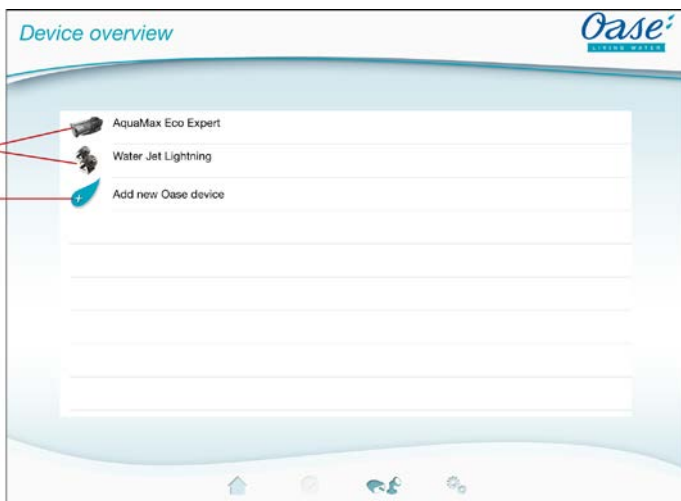 Device overview
Oase
LIVING WATER
AquaMax Eco Expert
Water Jet Lightning
Add new Oase device